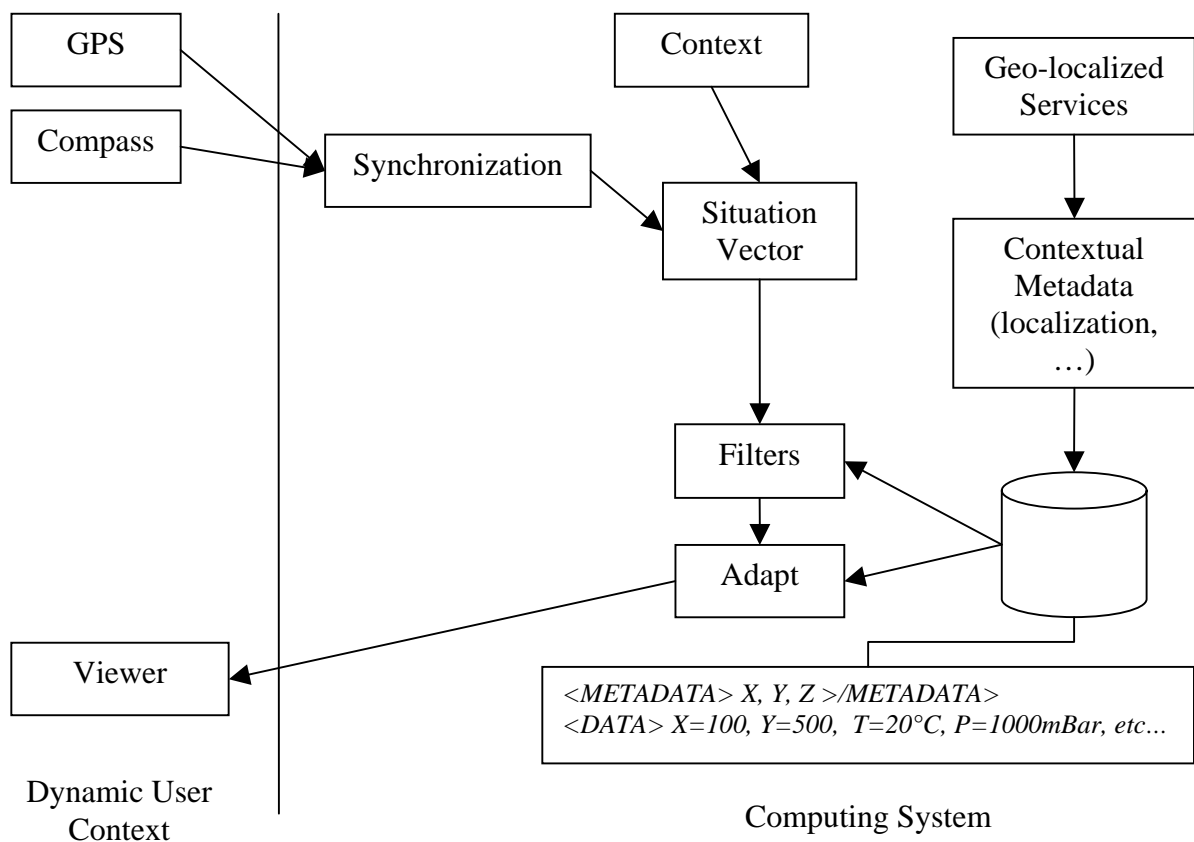 GPS
Context
Geo-localized
Services
Compass
Synchronization
Situation
Vector
Contextual
Metadata
(localization,
…)
Filters
Adapt
Viewer
<METADATA> X, Y, Z >/METADATA>
<DATA> X=100, Y=500, T=20°C, P=1000mBar, etc…
Dynamic User
Context
Computing System